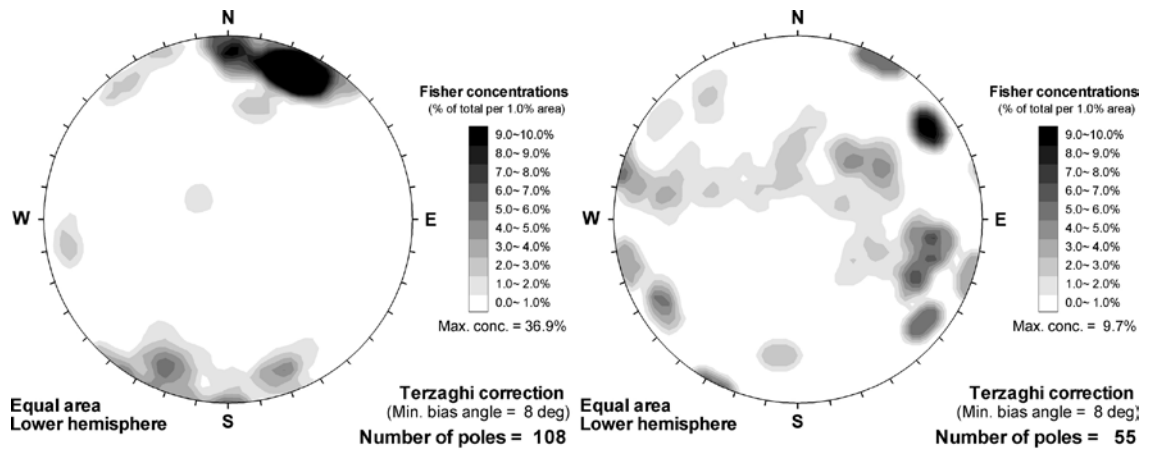 N
W
E
S
Fisher concentrations
(% of total per 1.0% area)
9.0~ 10.0%
8.0~ 9.0%
7.0~ 8.0%
6.0~ 7.0%
5.0~ 6.0%
4.0~ 5.0%
3.0~ 4.0%
2.0~ 3.0%
1.0~ 2.0%
0.0~ 1.0%
Max. conc. = 36.9%
Equal area
Lower hemisphere
Terzaghi correction
(Min. bias angle = 8 deg)
Number of poles = 108
N
E
S
Fisher concentrations
(% of total per 1.0% area)
9.0~ 10.0%
8.0~ 9.0%
7.0~ 8.0%
6.0~ 7.0%
5.0~ 6.0%
4.0~ 5.0%
3.0~ 4.0%
2.0~ 3.0%
1.0~ 2.0%
0.0~ 1.0%
Max. conc. = 9.7%
W
Equal area
Lower hemisphere
Terzaghi correction
(Min. bias angle = 8 deg)
Number of poles = 55